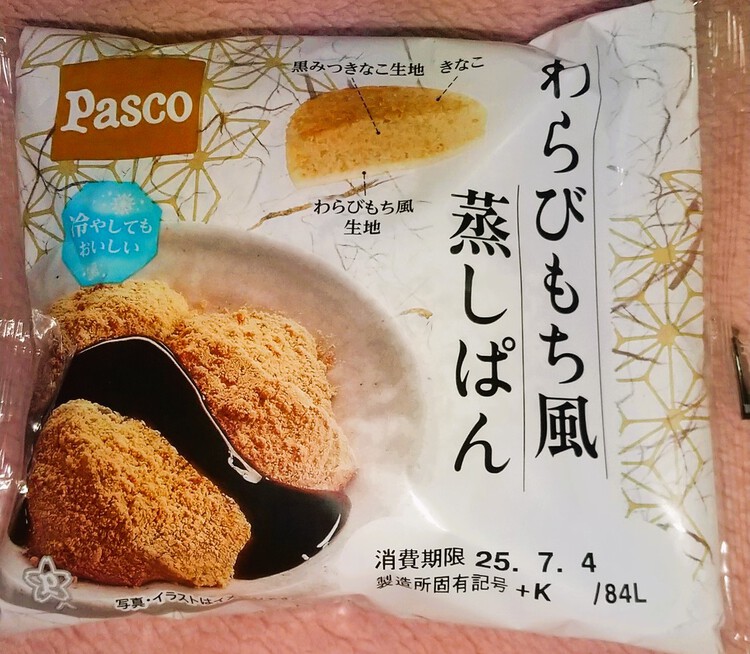 Pasco
黒みつきなこ生地
きなこ
わらびもち風
生地
冷やしても
おいしい
わらびもち風
蒸しぱん
消費期限 25. 7. 4
製造所固有記号 +K /84L
写真・イラストはイ